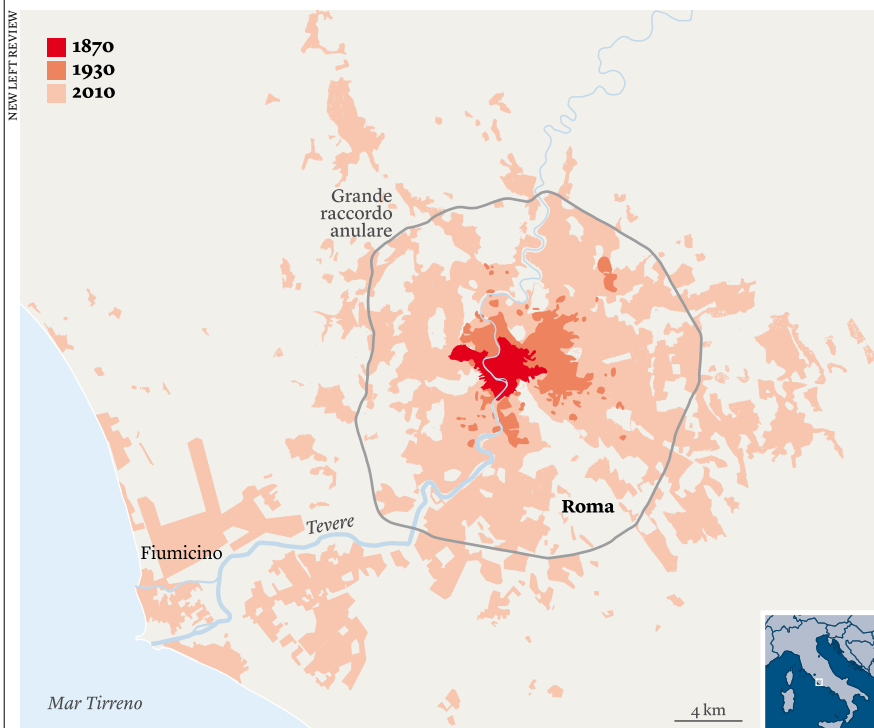 NEW LEFT REVIEW
1870
1930
2010
Grande
raccordo
anulare
Roma
Tevere
Fiumicino
Mar Tirreno
4 km